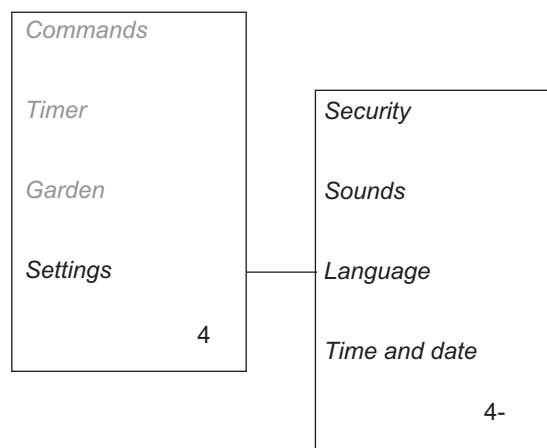 Commands
Timer
Garden
Settings
4
Security
Sounds
Language
Time and date
4-